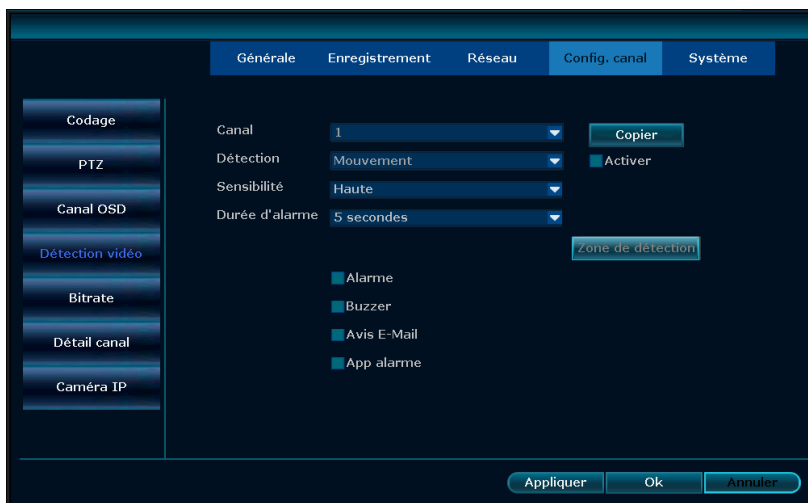 Générale Enregistrement Réseau Config. canal Système
Codage
PTZ
Canal OSD
Détection vidéo
Bitrate
Détail canal
Caméra IP
Canal 1 Copier
Détection Mouvement Activer
Sensibilité Haute
Durée d'alarme 5 secondes
Zone de détection
Alarme
Buzzer
Avis E-Mail
App alarme
Appliquer Ok Annuler